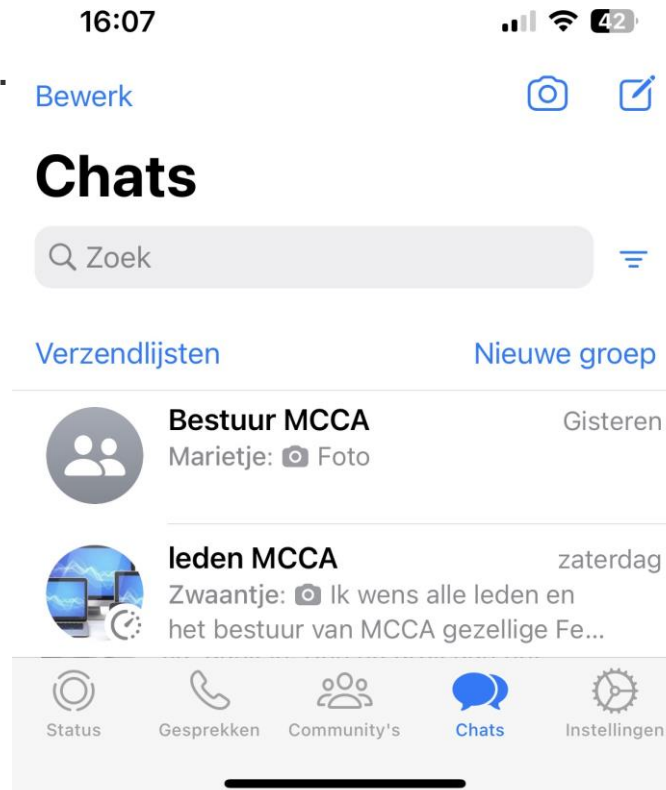 16:07 42
Bewerk
Chats
Zoek
Verzendlijsten Nieuwe groep
Bestuur MCCA Gisteren
Marietje: Foto
leden MCCA zaterdag
Zwaantje: Ik wens alle leden en
het bestuur van MCCA gezellige Fe...
Status Gesprekken Community's Chats Instellingen